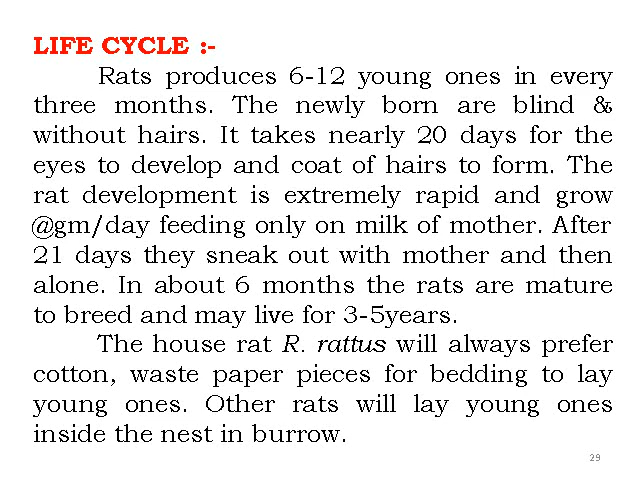 LIFE CYCLE :-
Rats produces 6-12 young ones in every
three months. The newly born are blind &
without hairs. It takes nearly 20 days for the
eyes to develop and coat of hairs to form. The
rat development is extremely rapid and grow
@gm/day feeding only on milk of mother. After
21 days they sneak out with mother and then
alone. In about 6 months the rats are mature
to breed and may live for 3-5years.
The house rat R. rattus will always prefer
cotton, waste paper pieces for bedding to lay
young ones. Other rats will lay young ones
inside the nest in burrow.
29